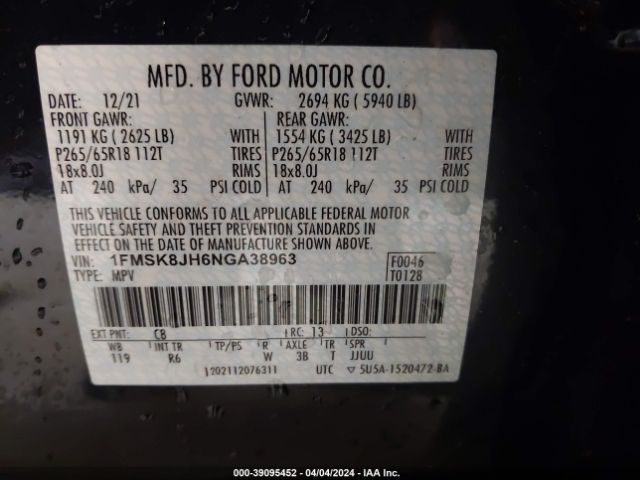 MFD. BY FORD MOTOR CO.
DATE: 12/21 GVWR: 2694 KG ( 5940 LB)
FRONT GAWR: REAR GAWR:
1191 KG ( 2625 LB) WITH 1554 KG ( 3425 LB) WITH
P265/65R18 112T TIRES P265/65R18 112T TIRES
18x8.0J RIMS 18x8.0J RIMS
AT 240 kPa/ 35 PSI COLD AT 240 kPa/ 35 PSI COLD
THIS VEHICLE CONFORMS TO ALL APPLICABLE FEDERAL MOTOR
VEHICLE SAFETY AND THEFT PREVENTION STANDARDS IN
EFFECT ON THE DATE OF MANUFACTURE SHOWN ABOVE.
VIN: 1FMSK8JH6NGA38963 F0046
TYPE: MPV T0128
EXT PNT: CB RC: 13 DSO:
WB INT TR TP/PS R AXLE TR SPR
119 R6 W 3B T JJUU
1202112076311 UTC ▽ 5U5A-1520472-BA
000-39095452 - 04/04/2024 - IAA Inc.